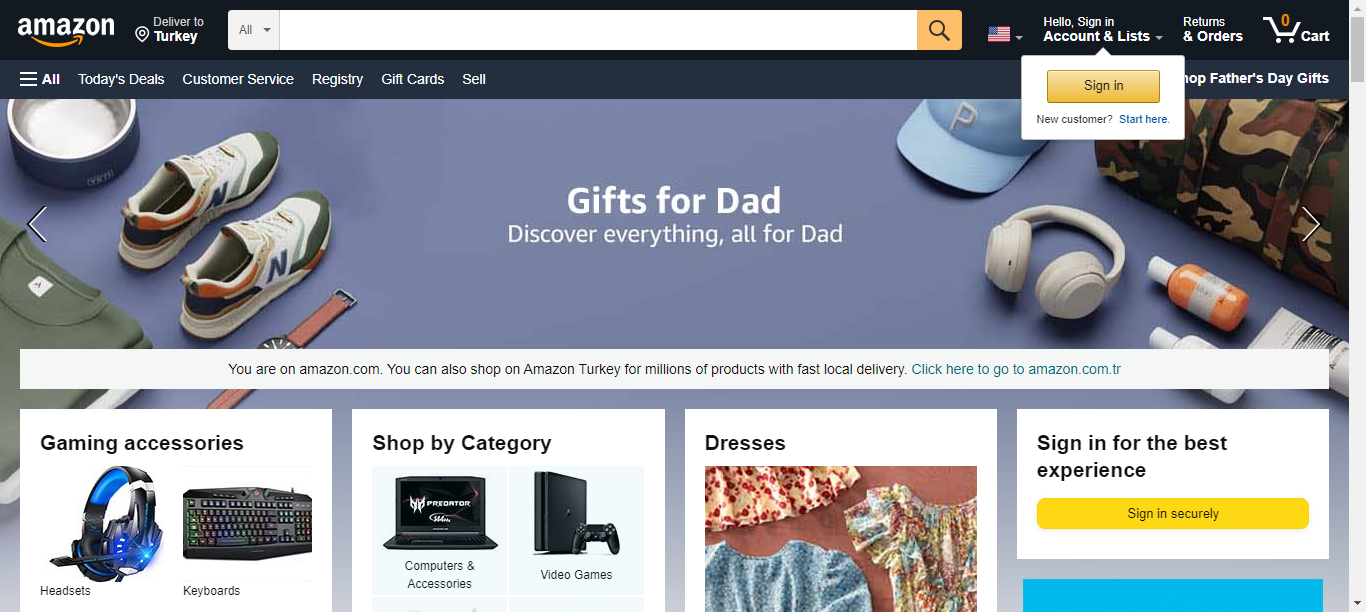 amazon
Deliver to
Turkey
All
Hello, Sign in
Account & Lists
Returns
& Orders
0
Cart
All
Today's Deals
Customer Service
Registry
Gift Cards
Sell
hop Father's Day Gifts
Sign in
New customer? Start here.
YETI
P
N
N
A
Gifts for Dad
Discover everything, all for Dad
You are on amazon.com. You can also shop on Amazon Turkey for millions of products with fast local delivery. Click here to go to amazon.com.tr
Gaming accessories
Headsets
Keyboards
Shop by Category
PREDATOR
Computers &
Accessories
Video Games
Dresses
Sign in for the best
experience
Sign in securely